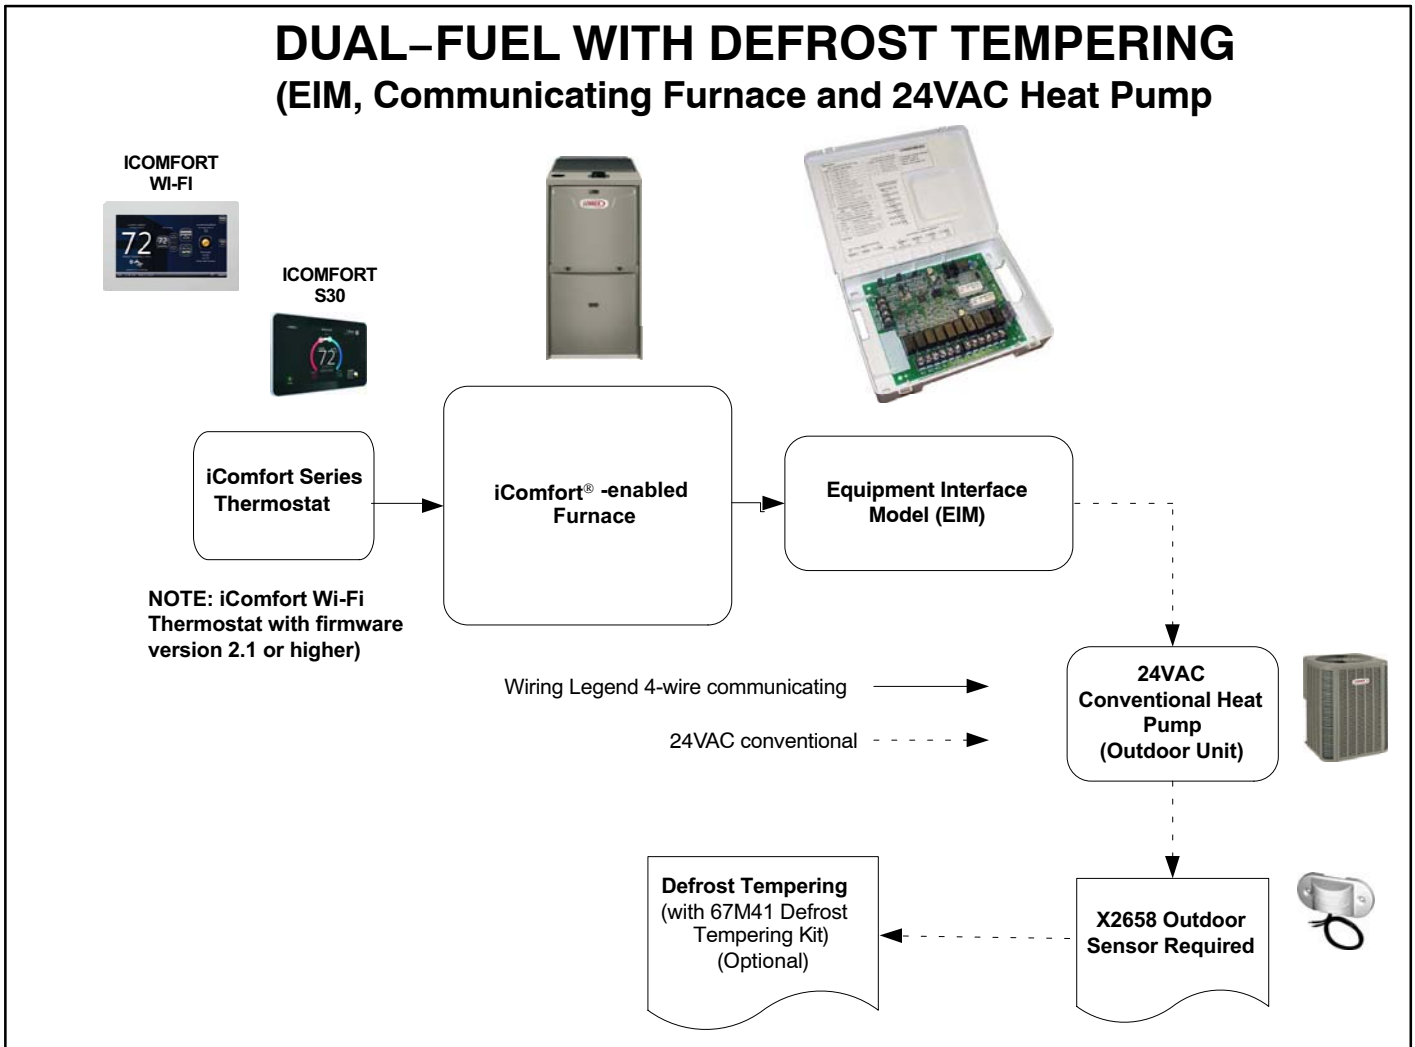 DUAL–FUEL WITH DEFROST TEMPERING
(EIM, Communicating Furnace and 24VAC Heat Pump
ICOMFORT
WI-FI
72
ICOMFORT
S30
72
LENNOX
iComfort Series
Thermostat
iComfort® -enabled
Furnace
Equipment Interface
Model (EIM)
NOTE: iComfort Wi-Fi
Thermostat with firmware
version 2.1 or higher)
Wiring Legend 4-wire communicating
24VAC conventional
24VAC
Conventional Heat
Pump
(Outdoor Unit)
Defrost Tempering
(with 67M41 Defrost
Tempering Kit)
(Optional)
X2658 Outdoor
Sensor Required